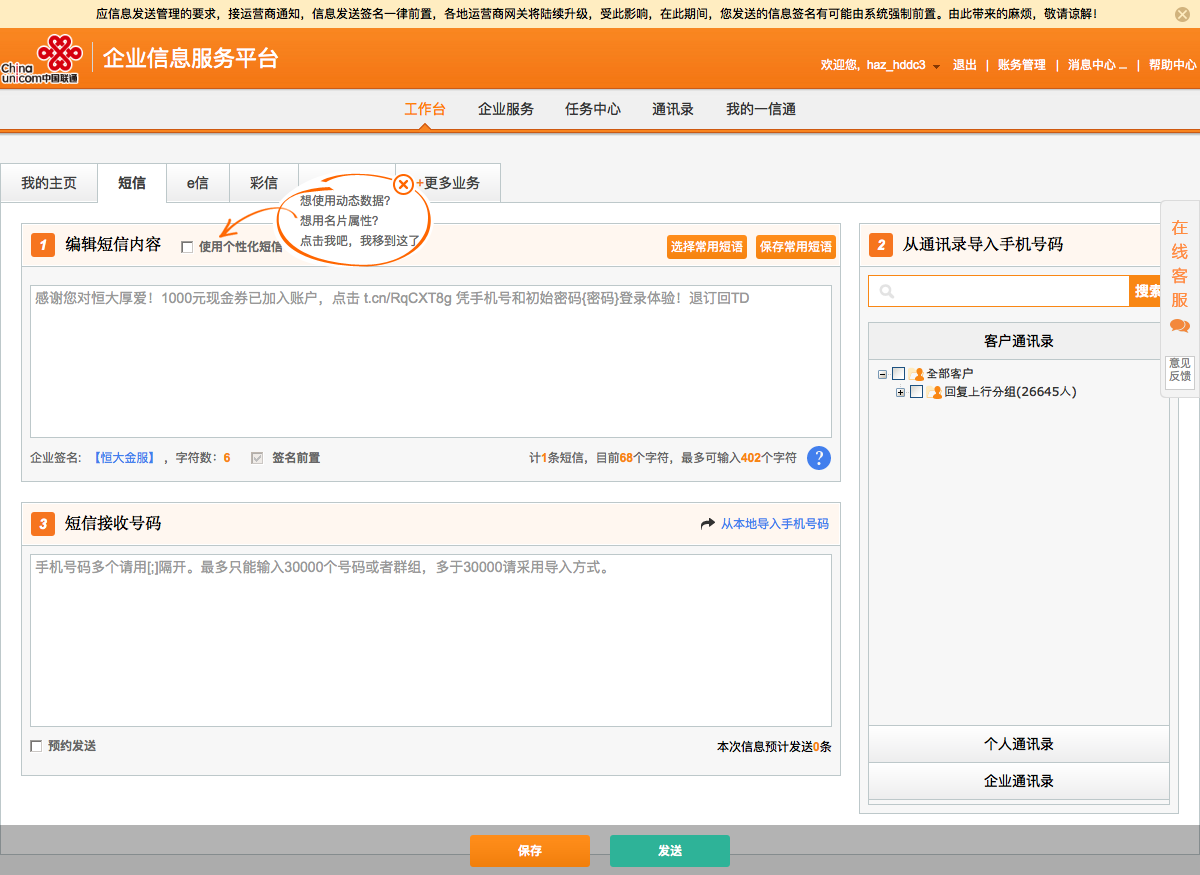 应信息发送管理的要求，接运营商通知，信息发送签名一律前置，各地运营商网关将陆续升级，受此影响，在此期间，您发送的信息签名有可能由系统强制前置。由此带来的麻烦，敬请谅解！
China
unicom中国联通
企业信息服务平台
欢迎您, haz_hddc3 退出 | 账务管理 | 消息中心 ... | 帮助中心
工作台 企业服务 任务中心 通讯录 我的一信通
我的主页 短信 e信 彩信 +更多业务
想使用动态数据?
想用名片属性?
点击我吧，我移到这了
1 编辑短信内容 使用个性化短信 选择常用短语 保存常用短语
感谢您对恒大厚爱！1000元现金券已加入账户，点击 t.cn/RqCXT8g 凭手机号和初始密码{密码}登录体验！退订回TD
企业签名: 【恒大金服】 ，字符数：6 签名前置 计1条短信，目前68个字符，最多可输入402个字符 ?
3 短信接收号码 从本地导入手机号码
手机号码多个请用[;]隔开。最多只能输入30000个号码或者群组，多于30000请采用导入方式。
预约发送 本次信息预计发送0条
2 从通讯录导入手机号码
搜索
客户通讯录
全部客户
回复上行分组(26645人)
个人通讯录
企业通讯录
在
线
客
服
意见
反馈
保存 发送